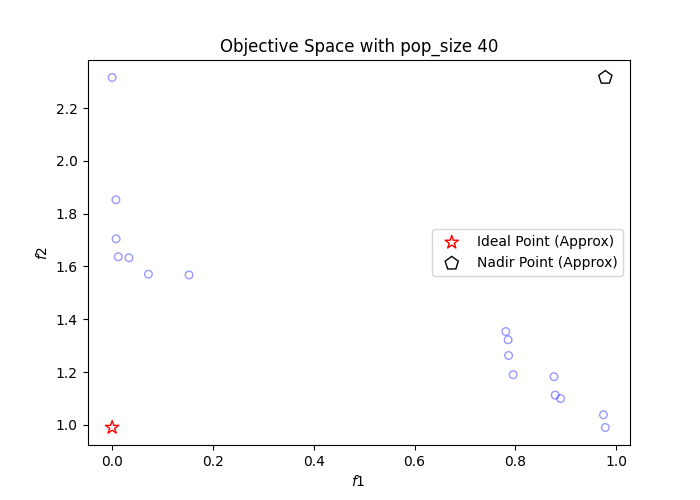 Objective Space with pop_size 40
2.2
2.0
1.8
1.6
1.4
1.2
1.0
f2
Ideal Point (Approx)
Nadir Point (Approx)
0.0 0.2 0.4 0.6 0.8 1.0
f1